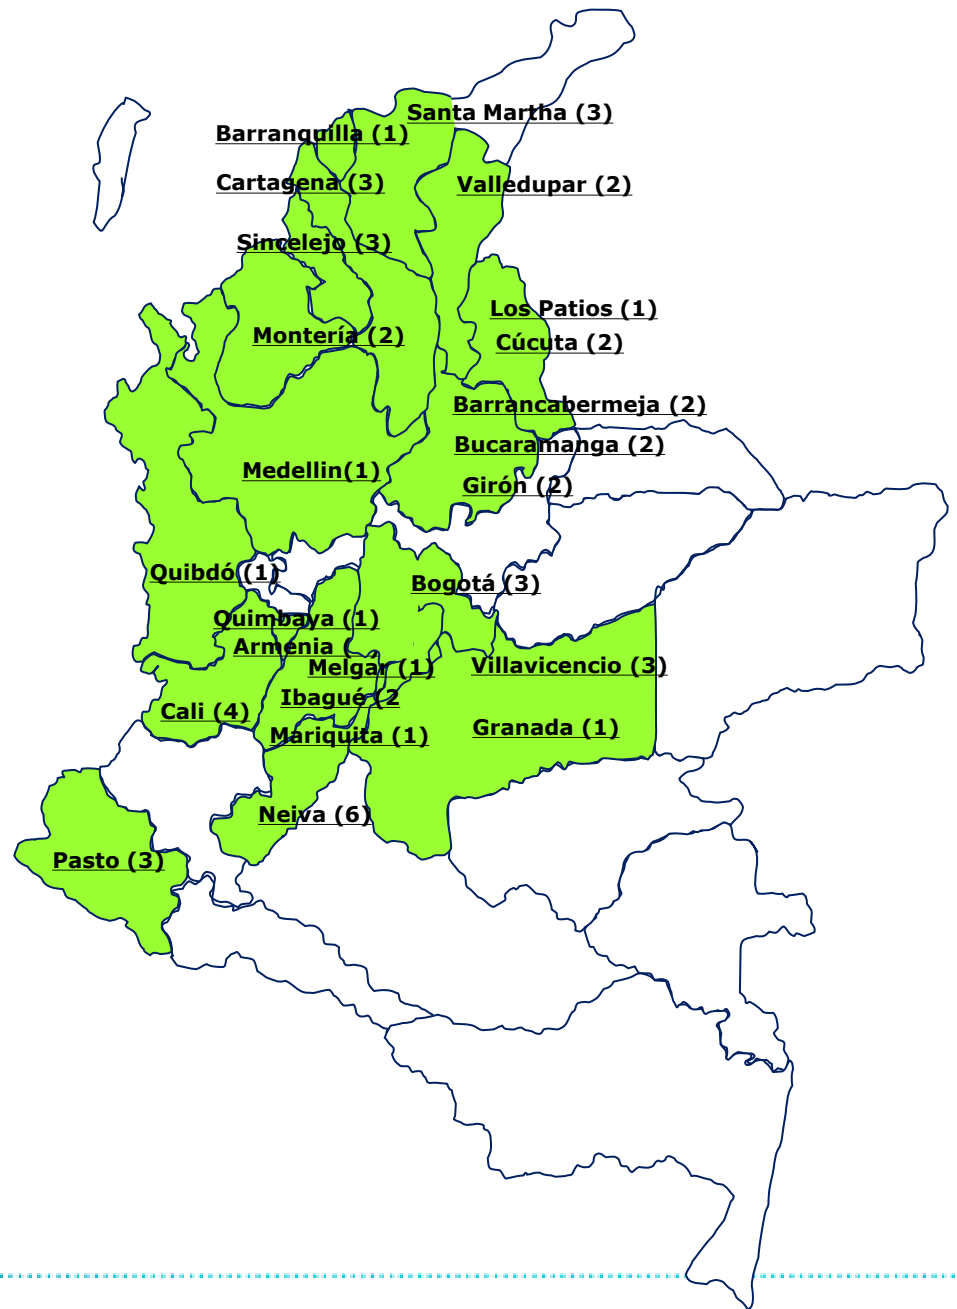 Santa Martha (3)
Barranquilla (1)
Cartagena (3)
Valledupar (2)
Sincelejo (3)
Los Patios (1)
Montería (2)
Cúcuta (2)
Barrancabermeja (2)
Bucaramanga (2)
Medellin(1)
Girón (2)
Quibdó (1)
Bogotá (3)
Quimbaya (1)
Armenia (
Melgar (1)
Villavicencio (3)
Ibagué (2
Cali (4)
Granada (1)
Mariquita (1)
Neiva (6)
Pasto (3)